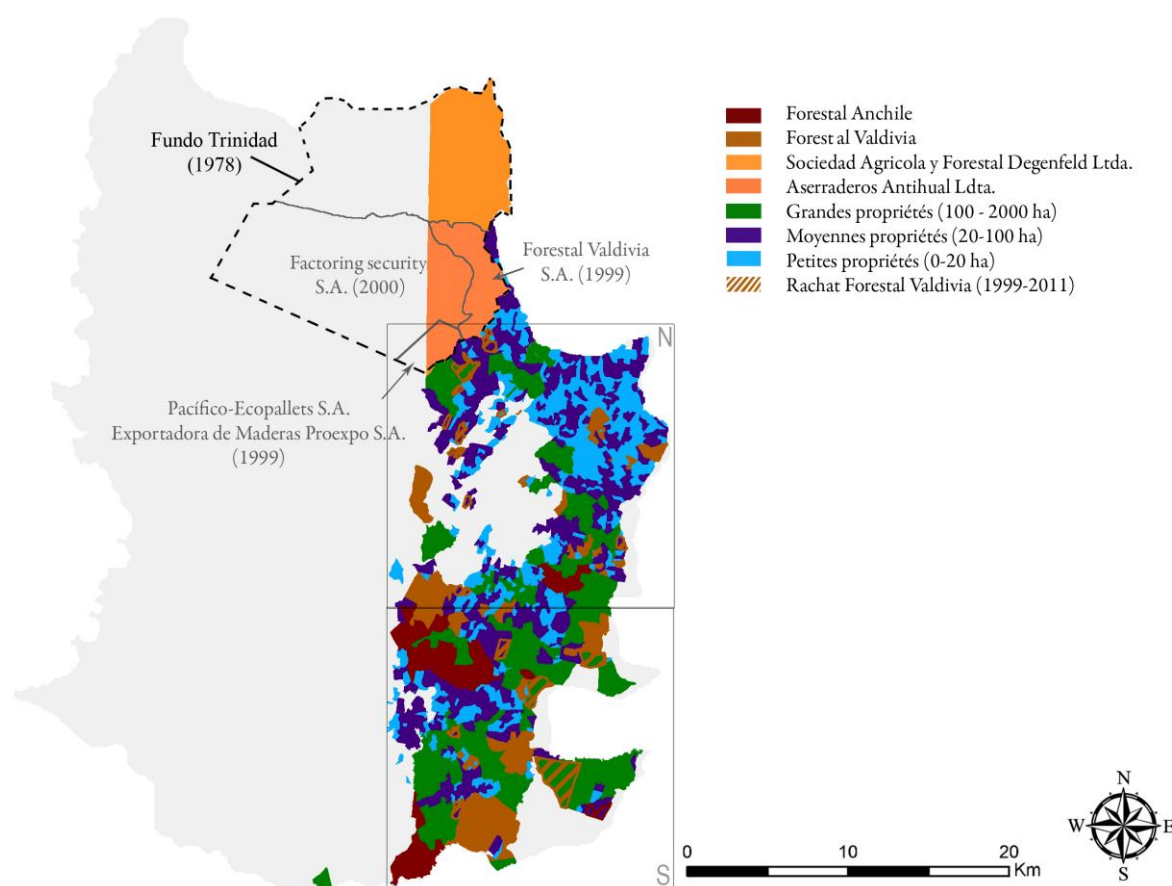 Fundo Trinidad
(1978)
Factoring security
S.A. (2000)
Forestal Valdivia
S.A. (1999)
Pacífico-Ecopallets S.A.
Exportadora de Maderas Proexpo S.A.
(1999)
N
S
Forestal Anchile
Forestal Valdivia
Sociedad Agricola y Forestal Degenfeld Ltda.
Aserraderos Antihual Ldta.
Grandes propriétés (100 - 2000 ha)
Moyennes propriétés (20-100 ha)
Petites propriétés (0-20 ha)
Rachat Forestal Valdivia (1999-2011)
N
W E
S
0 10 20
Km